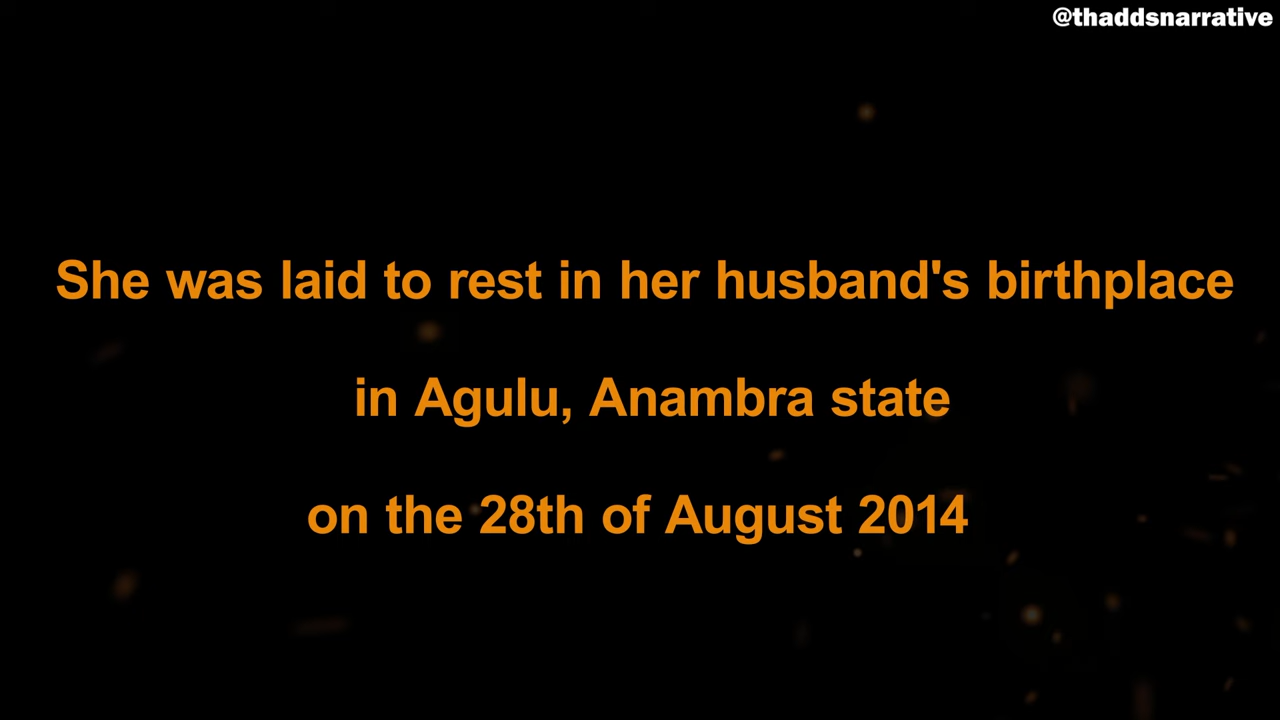 @thaddsnarrative
She was laid to rest in her husband's birthplace
in Agulu, Anambra state
on the 28th of August 2014